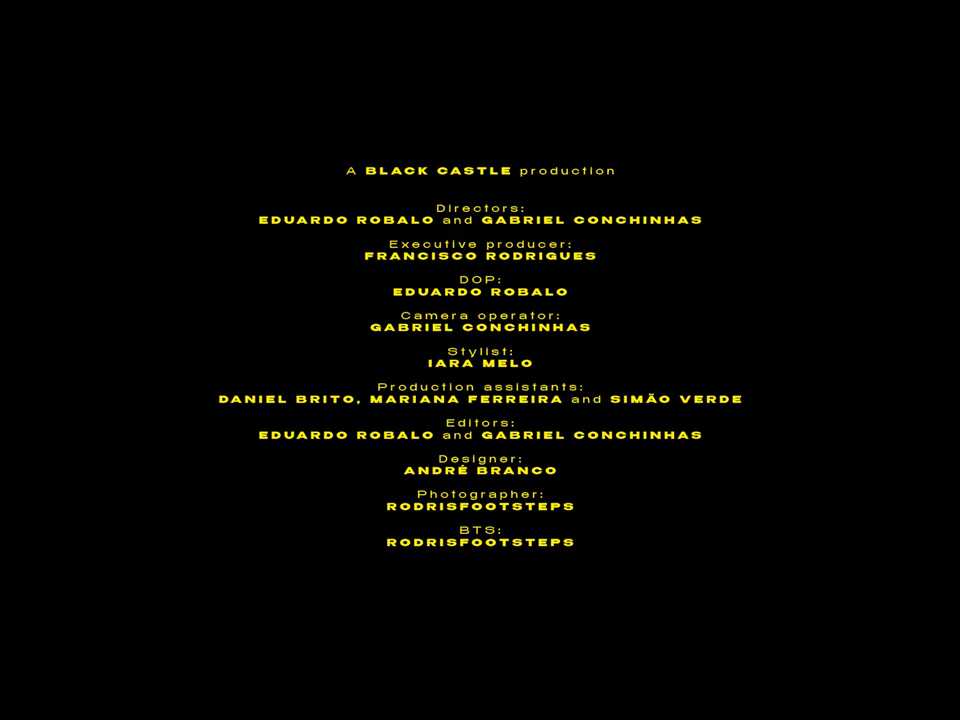 A BLACK CASTLE production
Directors:
EDUARDO ROBALO and GABRIEL CONCHINHAS
Executive producer:
FRANCISCO RODRIGUES
DOP:
EDUARDO ROBALO
Camera operator:
GABRIEL CONCHINHAS
Stylist:
IARA MELO
Production assistants:
DANIEL BRITO, MARIANA FERREIRA and SIMÃO VERDE
Editors:
EDUARDO ROBALO and GABRIEL CONCHINHAS
Designer:
ANDRÉ BRANCO
Photographer:
RODRISFOOTSTEPS
BTS:
RODRISFOOTSTEPS